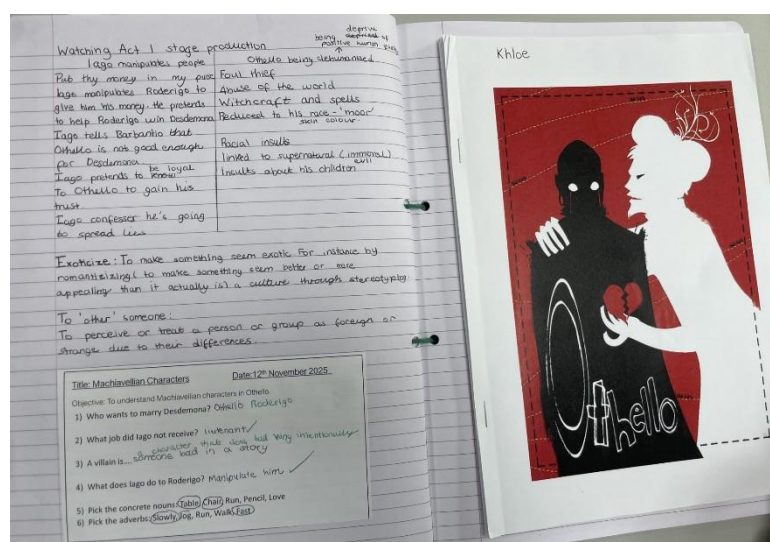 Watching Act 1 stage production
being deprived of
positive human
Iago manipulates people
Othello being dehumanised
Put thy money in my purse
Iago manipulates Roderigo to
give him his money. He pretends
to help Roderigo win Desdemona
Iago tells Barbantio that
Othello is not good enough
for Desdemona.
Iago pretends to be loyal
To Othello to gain his
trust
Iago confesses he's going
to spread lies
Foul thief
Abuse of the world
Witchcraft and spells
Reduced to his race - 'moor'
skin colour.
Racial insults
linked to supernatural (immoral)
evil
Insults about his children
Exoticize: To make something seem exotic for instance by
romanticizing (to make something seem better or more
appealing than it actually is) a culture through stereotyping
To 'other' someone:
To perceive or treat a person or group as foreign or
strange due to their differences.
Title: Machiavellian Characters Date: 12th November 2025
Objective: To understand Machiavellian characters in Othello.
1) Who wants to marry Desdemona? Othello Roderigo
2) What job did Iago not receive? liutenant
a character that does bad things intentionally
3) A villain is... someone bad in a story
4) What does Iago do to Roderigo? Manipulate him
5) Pick the concrete nouns: Table, Chair, Run, Pencil, Love
6) Pick the adverbs: Slowly, Jog, Run, Walk, Fast
Khloe
Othello